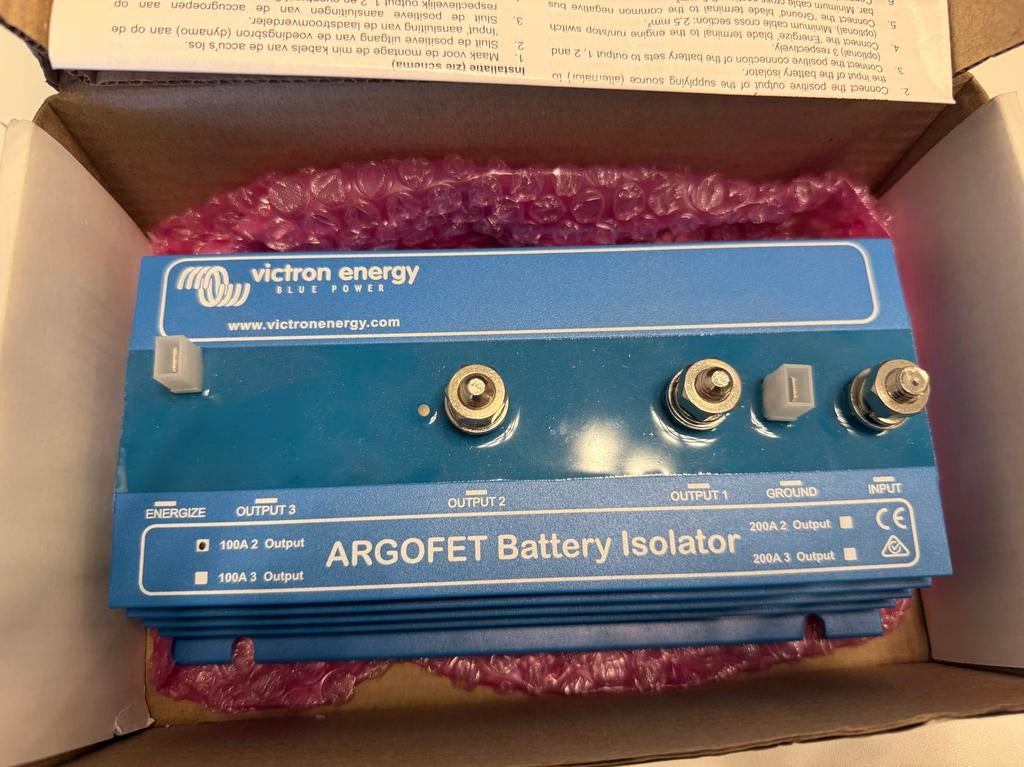 2. Connect the positive output of the supplying source (alternator) to
the input of the battery isolator.
3. Connect the positive connection of the battery sets to output 1, 2 and
(optional) 3 respectively.
4. Connect the 'Energize' blade terminal to the engine run/stop switch
(optional). Minimum cable cross section: 2,5 mm².
5. Connect the 'Ground' blade terminal to the common negative bus
bar. Minimum cable cross section:
6.
Installatie (zie schema)
1. Maak voor de montage de min de kabels van de accu's los.
2. Sluit de positieve uitgang van de voedingsbron (dynamo) aan op de
'Input' aansluiting van de laadstroomverdeler.
3. Sluit de positieve aansluitingen van de accugroepen aan op
respectievelijk output 1, 2 en
victron energy
BLUE POWER
www.victronenergy.com
ENERGIZE OUTPUT 3 OUTPUT 2 OUTPUT 1 GROUND INPUT
100A 2 Output
100A 3 Output
ARGOFET Battery Isolator
200A 2 Output
200A 3 Output
CE